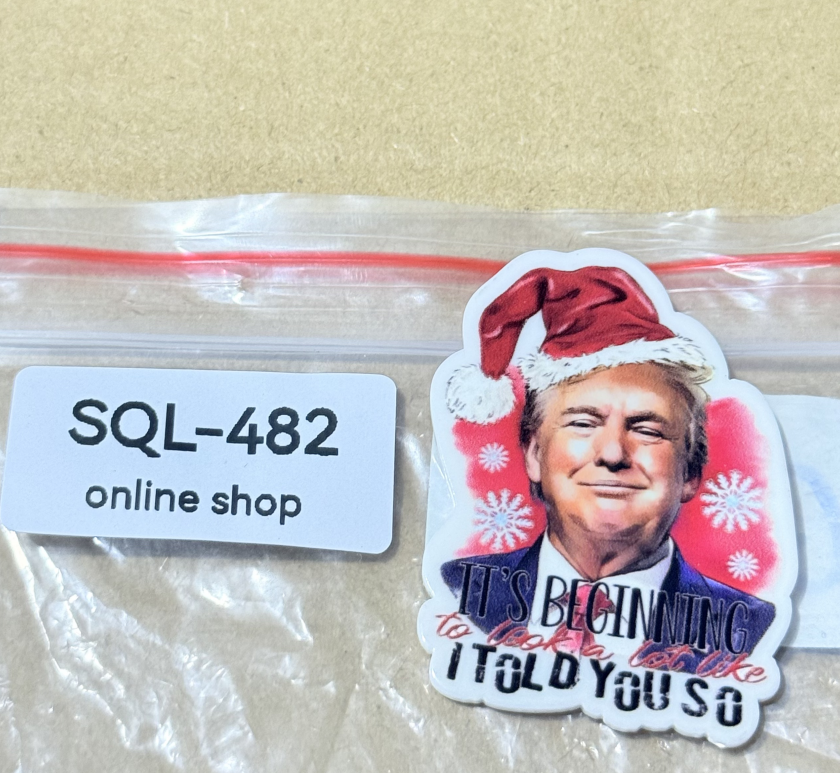 SQL-482
online shop
IT'S BEGINNING
to look a lot like
I TOLD YOU SO